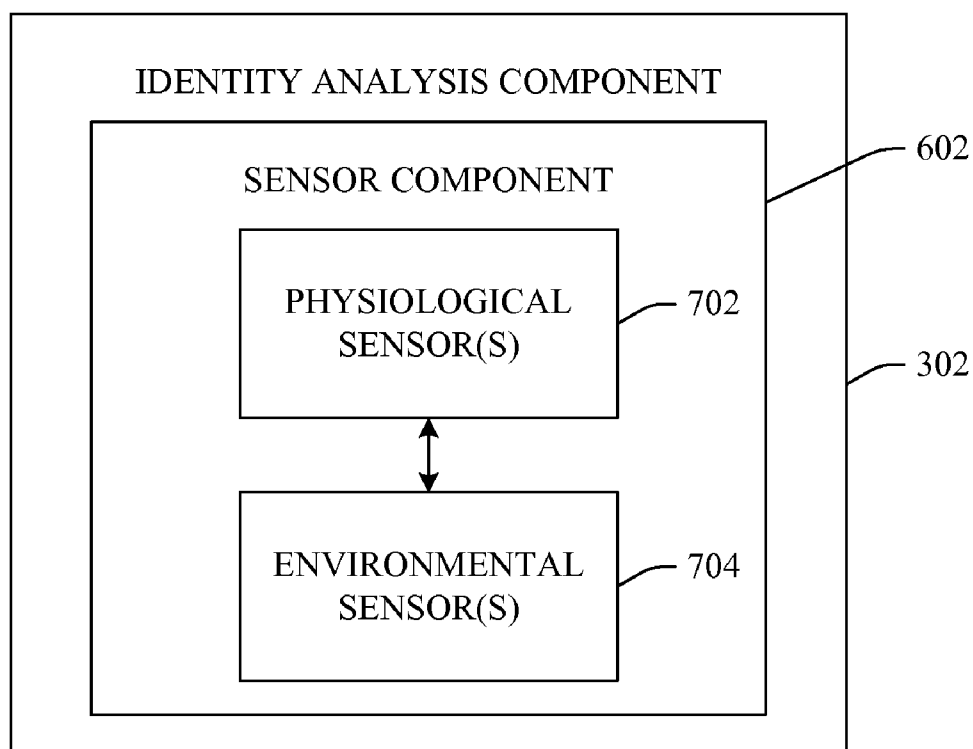 IDENTITY ANALYSIS COMPONENT
602
SENSOR COMPONENT
PHYSIOLOGICAL
SENSOR(S)
702
302
ENVIRONMENTAL
SENSOR(S)
704